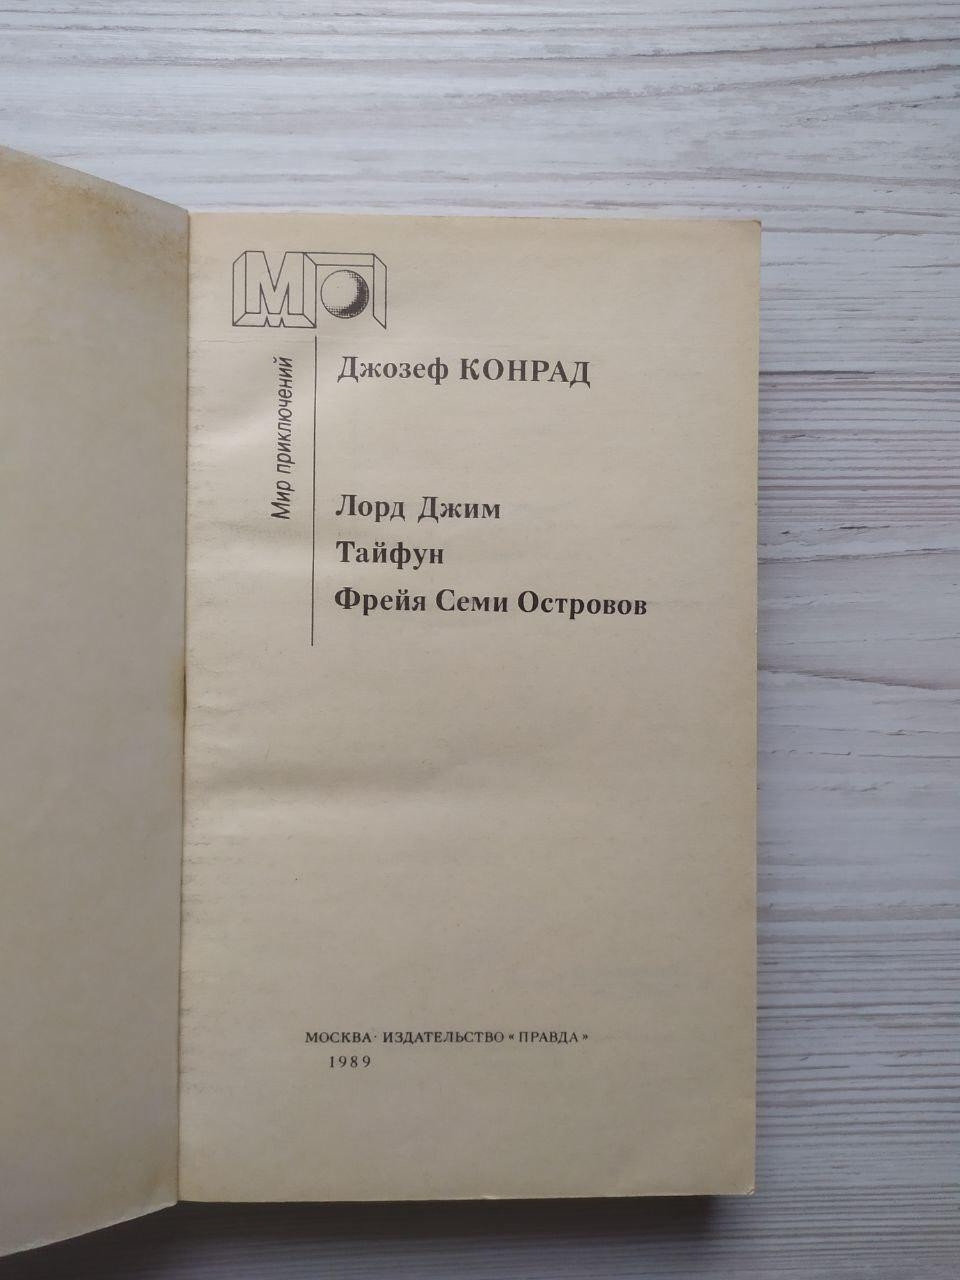 МП
Мир приключений
Джозеф КОНРАД
Лорд Джим
Тайфун
Фрейя Семи Островов
МОСКВА · ИЗДАТЕЛЬСТВО « ПРАВДА »
1989